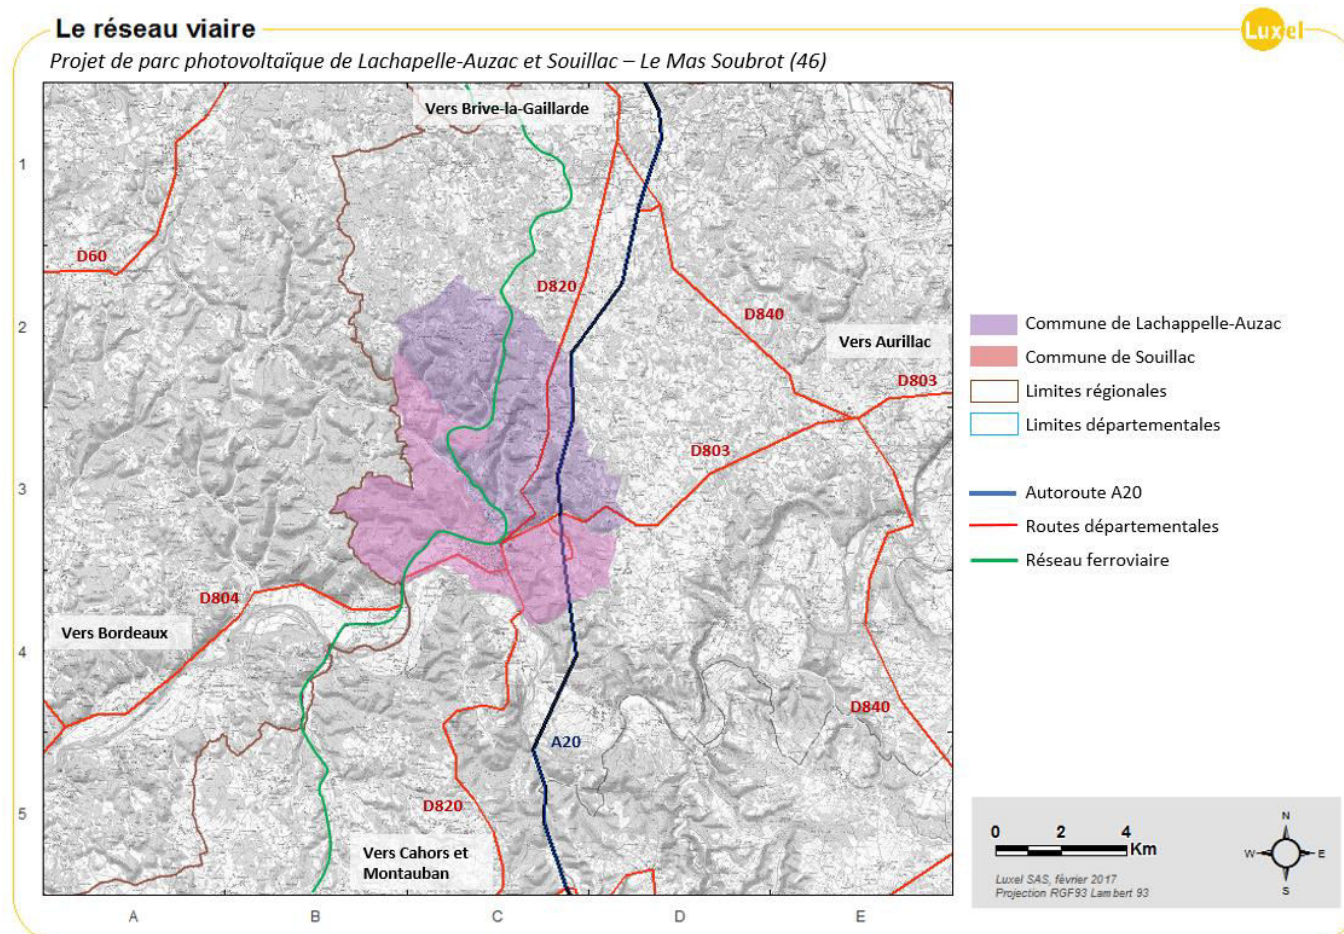 Le réseau viaire
Luxel
Projet de parc photovoltaïque de Lachapelle-Auzac et Souillac – Le Mas Soubrot (46)
Vers Brive-la-Gaillarde
1
D60
D820
2
D840
Vers Aurillac
D803
D803
3
D804
Vers Bordeaux
4
D840
A20
D820
5
Vers Cahors et
Montauban
A
B
C
D
E
Commune de Lachappelle-Auzac
Commune de Souillac
Limites régionales
Limites départementales
Autoroute A20
Routes départementales
Réseau ferroviaire
0 2 4
Km
N
W E
S
Luxel SAS, février 2017
Projection RGF93 Lambert 93